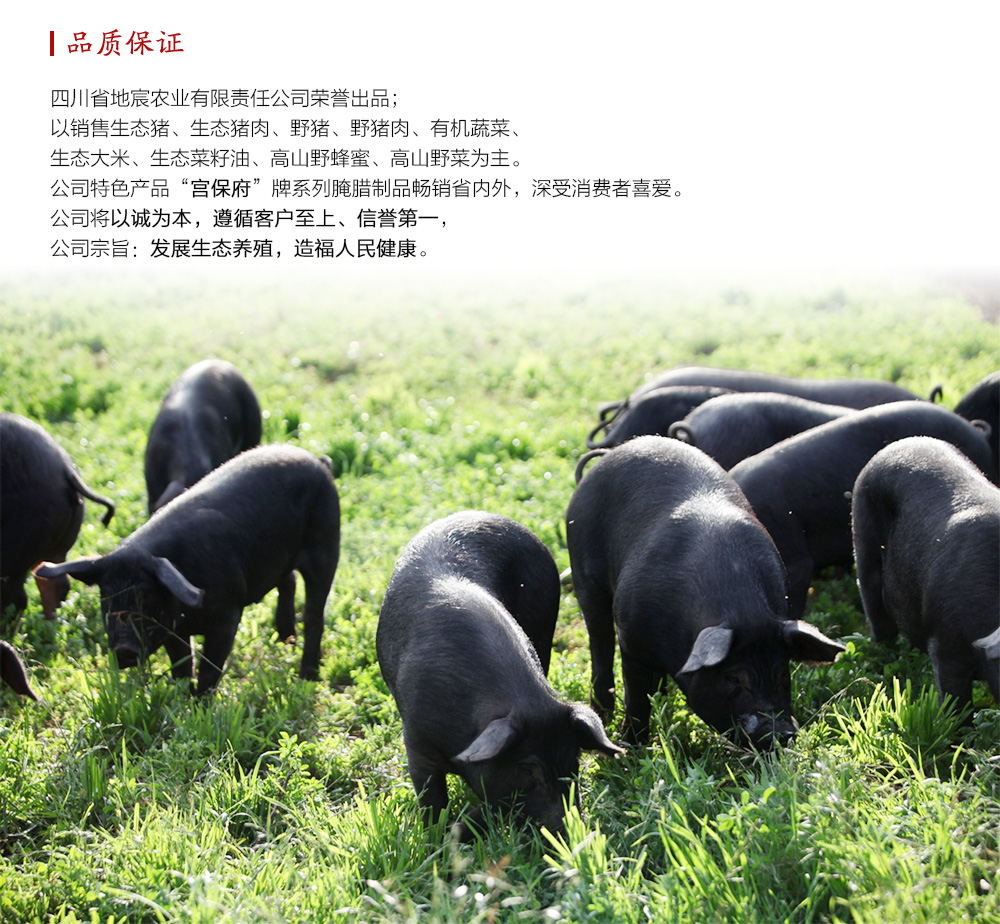 品质保证
四川省地宸农业有限责任公司荣誉出品；
以销售生态猪、生态猪肉、野猪、野猪肉、有机蔬菜、
生态大米、生态菜籽油、高山野蜂蜜、高山野菜为主。
公司特色产品“宫保府”牌系列腌腊制品畅销省内外，深受消费者喜爱。
公司将以诚为本，遵循客户至上、信誉第一，
公司宗旨：发展生态养殖，造福人民健康。